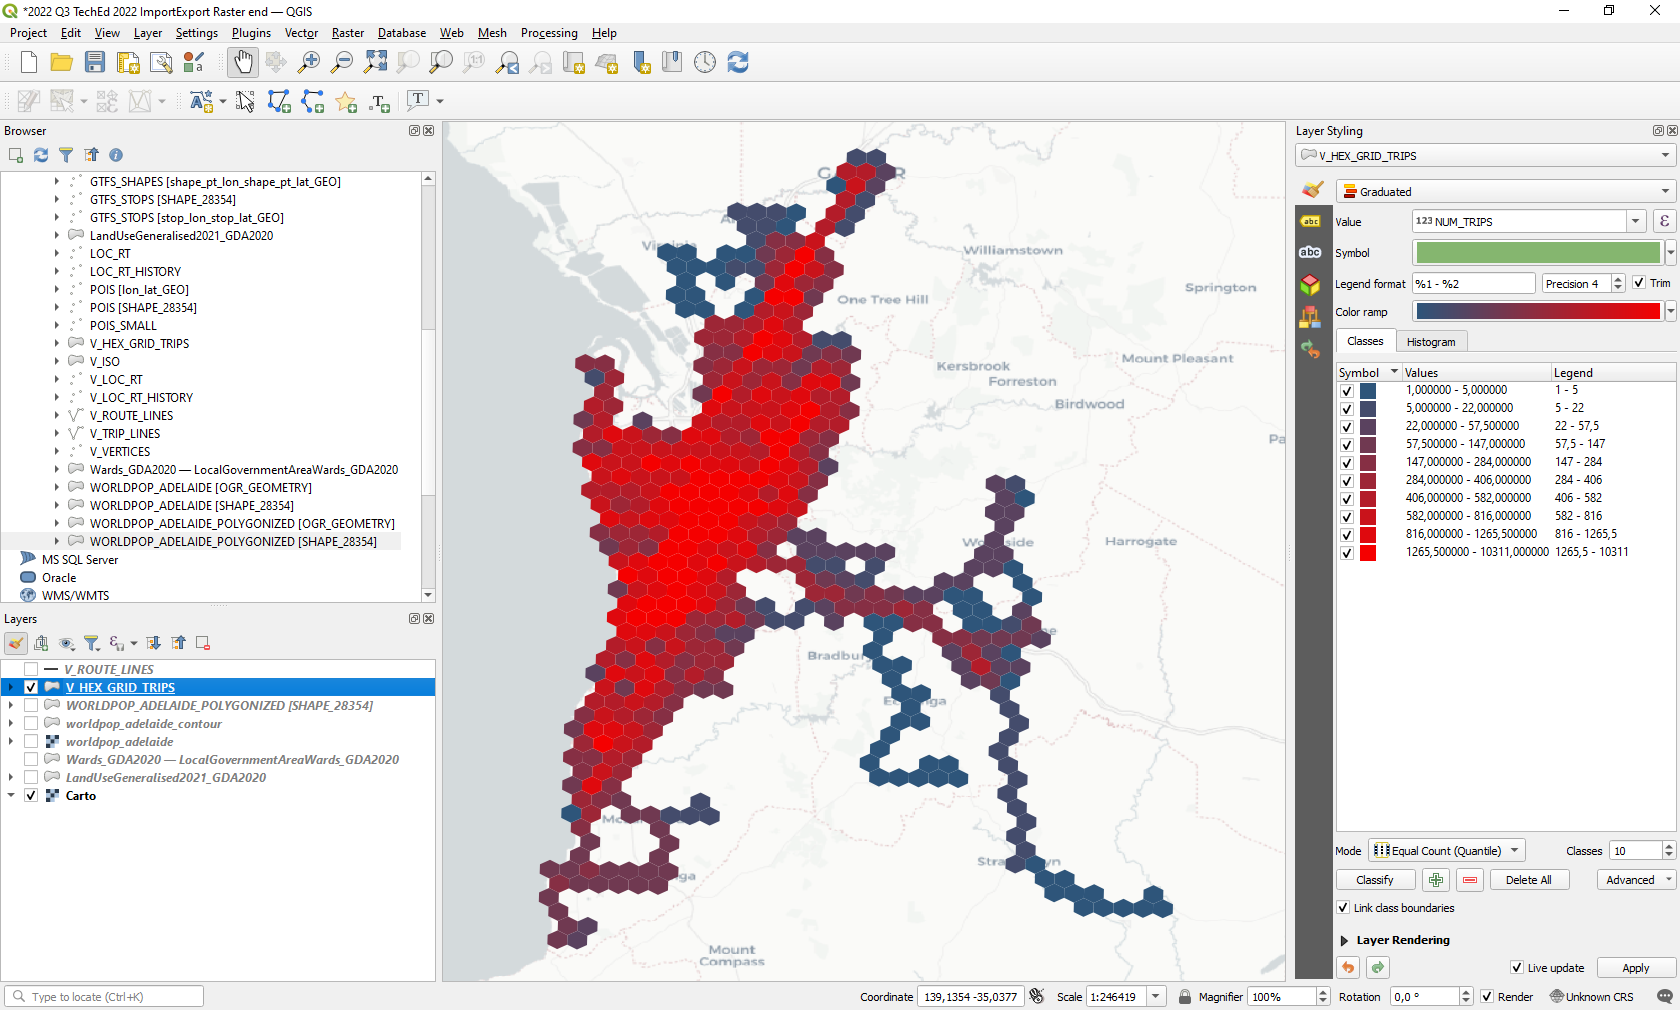 *2022 Q3 TechEd 2022 ImportExport Raster end — QGIS
Project Edit View Layer Settings Plugins Vector Raster Database Web Mesh Processing Help
Browser
GTFS_SHAPES [shape_pt_lon_shape_pt_lat_GEO]
GTFS_STOPS [SHAPE_28354]
GTFS_STOPS [stop_lon_stop_lat_GEO]
LandUseGeneralised2021_GDA2020
LOC_RT
LOC_RT_HISTORY
POIS [lon_lat_GEO]
POIS [SHAPE_28354]
POIS_SMALL
V_HEX_GRID_TRIPS
V_ISO
V_LOC_RT
V_LOC_RT_HISTORY
V_ROUTE_LINES
V_TRIP_LINES
V_VERTICES
Wards_GDA2020 — LocalGovernmentAreaWards_GDA2020
WORLDPOP_ADELAIDE [OGR_GEOMETRY]
WORLDPOP_ADELAIDE [SHAPE_28354]
WORLDPOP_ADELAIDE_POLYGONIZED [OGR_GEOMETRY]
WORLDPOP_ADELAIDE_POLYGONIZED [SHAPE_28354]
MS SQL Server
Oracle
WMS/WMTS
Layers
V_ROUTE_LINES
V_HEX_GRID_TRIPS
WORLDPOP_ADELAIDE_POLYGONIZED [SHAPE_28354]
worldpop_adelaide_contour
worldpop_adelaide
Wards_GDA2020 — LocalGovernmentAreaWards_GDA2020
LandUseGeneralised2021_GDA2020
Carto
Williamstown
Springton
One Tree Hill
Mount Pleasant
Kersbrook
Forreston
Birdwood
Harrogate
Mount
Compass
Layer Styling
V_HEX_GRID_TRIPS
Graduated
Value 123 NUM_TRIPS ε
Symbol
Legend format %1 - %2 Precision 4 Trim
Color ramp
Classes Histogram
Symbol Values Legend
1,000000 - 5,000000 1 - 5
5,000000 - 22,000000 5 - 22
22,000000 - 57,500000 22 - 57,5
57,500000 - 147,000000 57,5 - 147
147,000000 - 284,000000 147 - 284
284,000000 - 406,000000 284 - 406
406,000000 - 582,000000 406 - 582
582,000000 - 816,000000 582 - 816
816,000000 - 1265,500000 816 - 1265,5
1265,500000 - 10311,000000 1265,5 - 10311
Mode Equal Count (Quantile) Classes 10
Classify Delete All Advanced
Link class boundaries
Layer Rendering
Live update Apply
Type to locate (Ctrl+K) Coordinate 139,1354 -35,0377 Scale 1:246419 Magnifier 100% Rotation 0,0 ° Render Unknown CRS